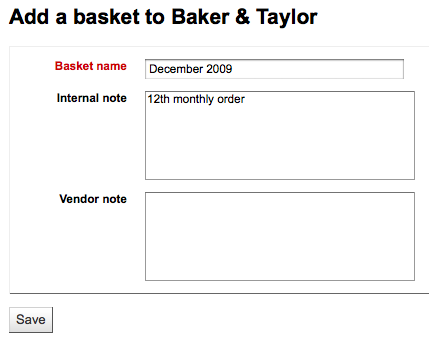 Add a basket to Baker & Taylor
Basket name December 2009
Internal note 12th monthly order
Vendor note
Save